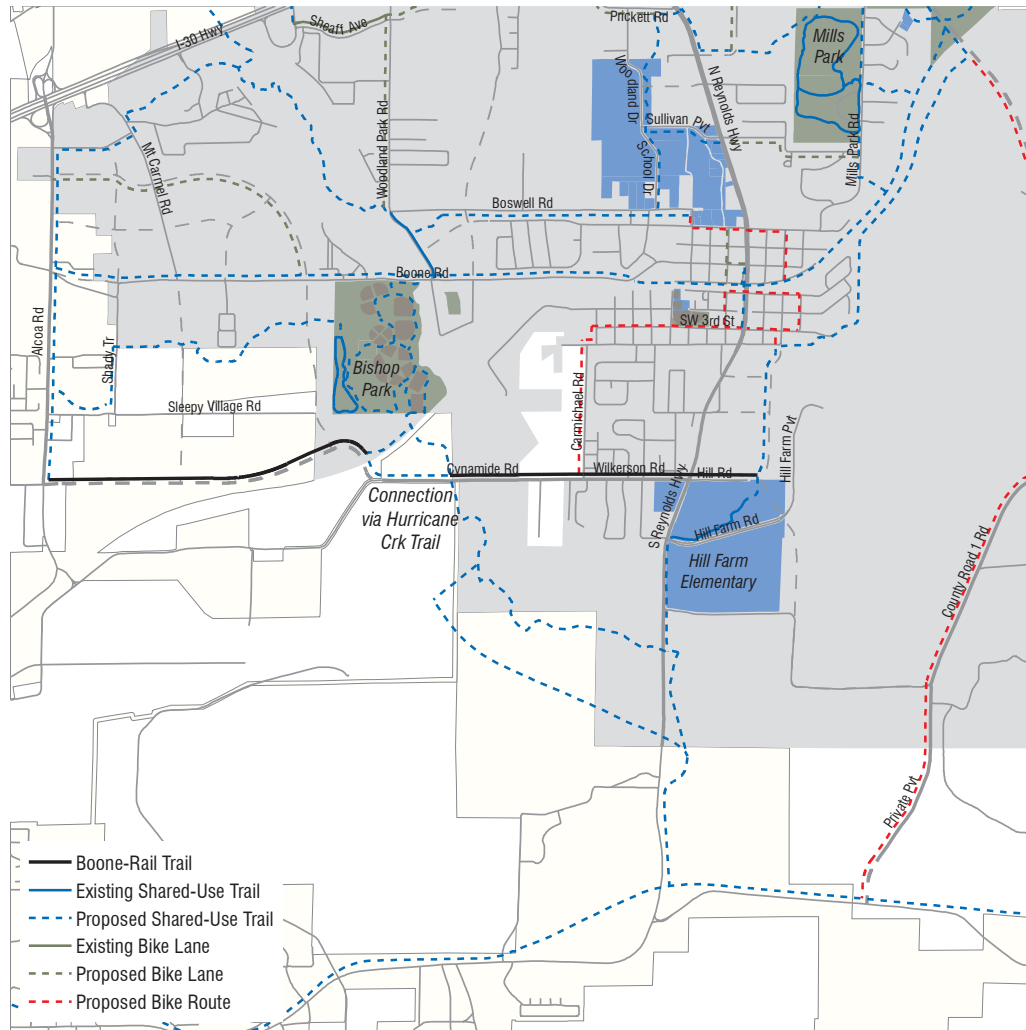 Sheaff Ave
Prickett Rd
I-30 Hwy
Mills
Park
Woodland Dr
N Reynolds Hwy
Sullivan Pvt
School Dr
Mt Carmel Rd
Woodland Park Rd
Mills Park Rd
Boswell Rd
Boone Rd
Alcoa Rd
Shady Tr
SW 3rd St
Bishop
Park
Carmichael Rd
Sleepy Village Rd
Hill Farm Pvt
Cynamide Rd
Wilkerson Rd
Hill Rd
Connection
via Hurricane
Crk Trail
S Reynolds Hwy
Hill Farm Rd
Hill Farm
Elementary
County Road 1 Rd
Private Pvt
Boone-Rail Trail
Existing Shared-Use Trail
Proposed Shared-Use Trail
Existing Bike Lane
Proposed Bike Lane
Proposed Bike Route